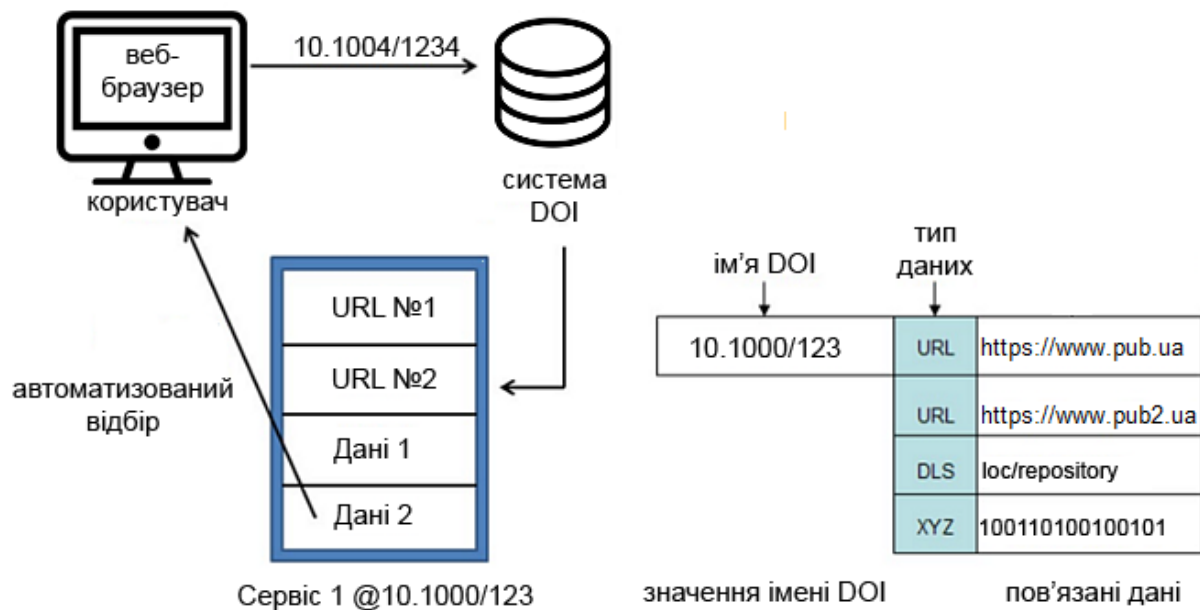 веб-
браузер
10.1004/1234
користувач
система
DOI
URL №1
URL №2
Дані 1
Дані 2
автоматизований
відбір
Сервіс 1 @10.1000/123
ім’я DOI
тип
даних
10.1000/123 URL https://www.pub.ua
URL https://www.pub2.ua
DLS loc/repository
XYZ 100110100100101
значення імені DOI
пов’язані дані